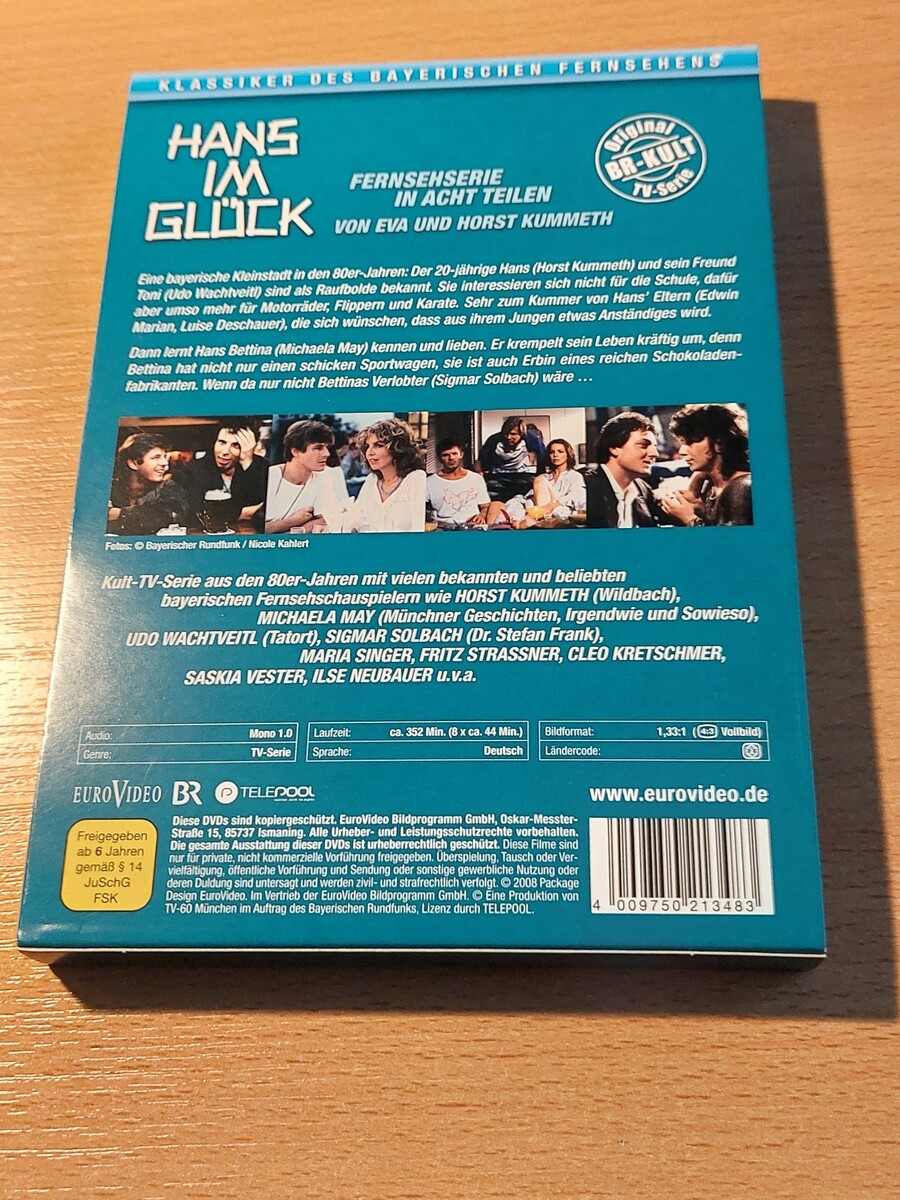 KLASSIKER DES BAYERISCHEN FERNSEHENS
HANS
IM
GLÜCK
FERNSEHSERIE
IN ACHT TEILEN
VON EVA UND HORST KUMMETH
Original
BR-KULT
TV-Serie
Eine bayerische Kleinstadt in den 80er-Jahren: Der 20-jährige Hans (Horst Kummeth) und sein Freund
Toni (Udo Wachtveitl) sind als Raufbolde bekannt. Sie interessieren sich nicht für die Schule, dafür
aber umso mehr für Motorräder, Flippern und Karate. Sehr zum Kummer von Hans' Eltern (Edwin
Marian, Luise Deschauer), die sich wünschen, dass aus ihrem Jungen etwas Anständiges wird.
Dann lernt Hans Bettina (Michaela May) kennen und lieben. Er krempelt sein Leben kräftig um, denn
Bettina hat nicht nur einen schicken Sportwagen, sie ist auch Erbin eines reichen Schokoladen-
fabrikanten. Wenn da nur nicht Bettinas Verlobter (Sigmar Solbach) wäre ...
Fotos: © Bayerischer Rundfunk / Nicole Kahlert
Kult-TV-Serie aus den 80er-Jahren mit vielen bekannten und beliebten
bayerischen Fernsehschauspielern wie HORST KUMMETH (Wildbach),
MICHAELA MAY (Münchner Geschichten, Irgendwie und Sowieso),
UDO WACHTVEITL (Tatort), SIGMAR SOLBACH (Dr. Stefan Frank),
MARIA SINGER, FRITZ STRASSNER, CLEO KRETSCHMER,
SASKIA VESTER, ILSE NEUBAUER u.v.a.
Audio: Mono 1.0
Genre: TV-Serie
Laufzeit: ca. 352 Min. (8 x ca. 44 Min.)
Sprache: Deutsch
Bildformat: 1,33:1 (4:3 Vollbild)
Ländercode:
EUROVIDEO BR TELEPOOL
www.eurovideo.de
Freigegeben
ab 6 Jahren
gemäß § 14
JuSchG
FSK
Diese DVDs sind kopiergeschützt. EuroVideo Bildprogramm GmbH, Oskar-Messter-
Straße 15, 85737 Ismaning. Alle Urheber- und Leistungsschutzrechte vorbehalten.
Die gesamte Ausstattung dieser DVDs ist urheberrechtlich geschützt. Diese Filme sind
nur für private, nicht kommerzielle Vorführung freigegeben. Überspielung, Tausch oder Ver-
vielfältigung, öffentliche Vorführung und Sendung oder sonstige gewerbliche Nutzung oder
deren Duldung sind untersagt und werden zivil- und strafrechtlich verfolgt. © 2008 Package
Design EuroVideo. Im Vertrieb der EuroVideo Bildprogramm GmbH. © Eine Produktion von
TV-60 München im Auftrag des Bayerischen Rundfunks, Lizenz durch TELEPOOL.
4 009750 213483